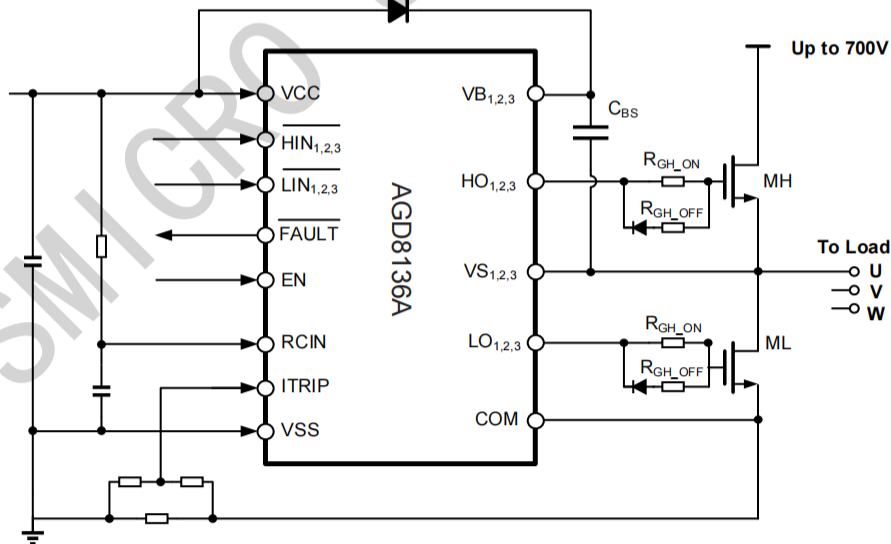 SMICRO
Up to 700V
VCC
VB1,2,3
CBS
HIN1,2,3
RGH_ON
LIN1,2,3
HO1,2,3
MH
RGH_OFF
AGD8136A
FAULT
To Load
EN
VS1,2,3
U
V
W
RCIN
LO1,2,3
RGH_ON
ML
RGH_OFF
ITRIP
COM
VSS